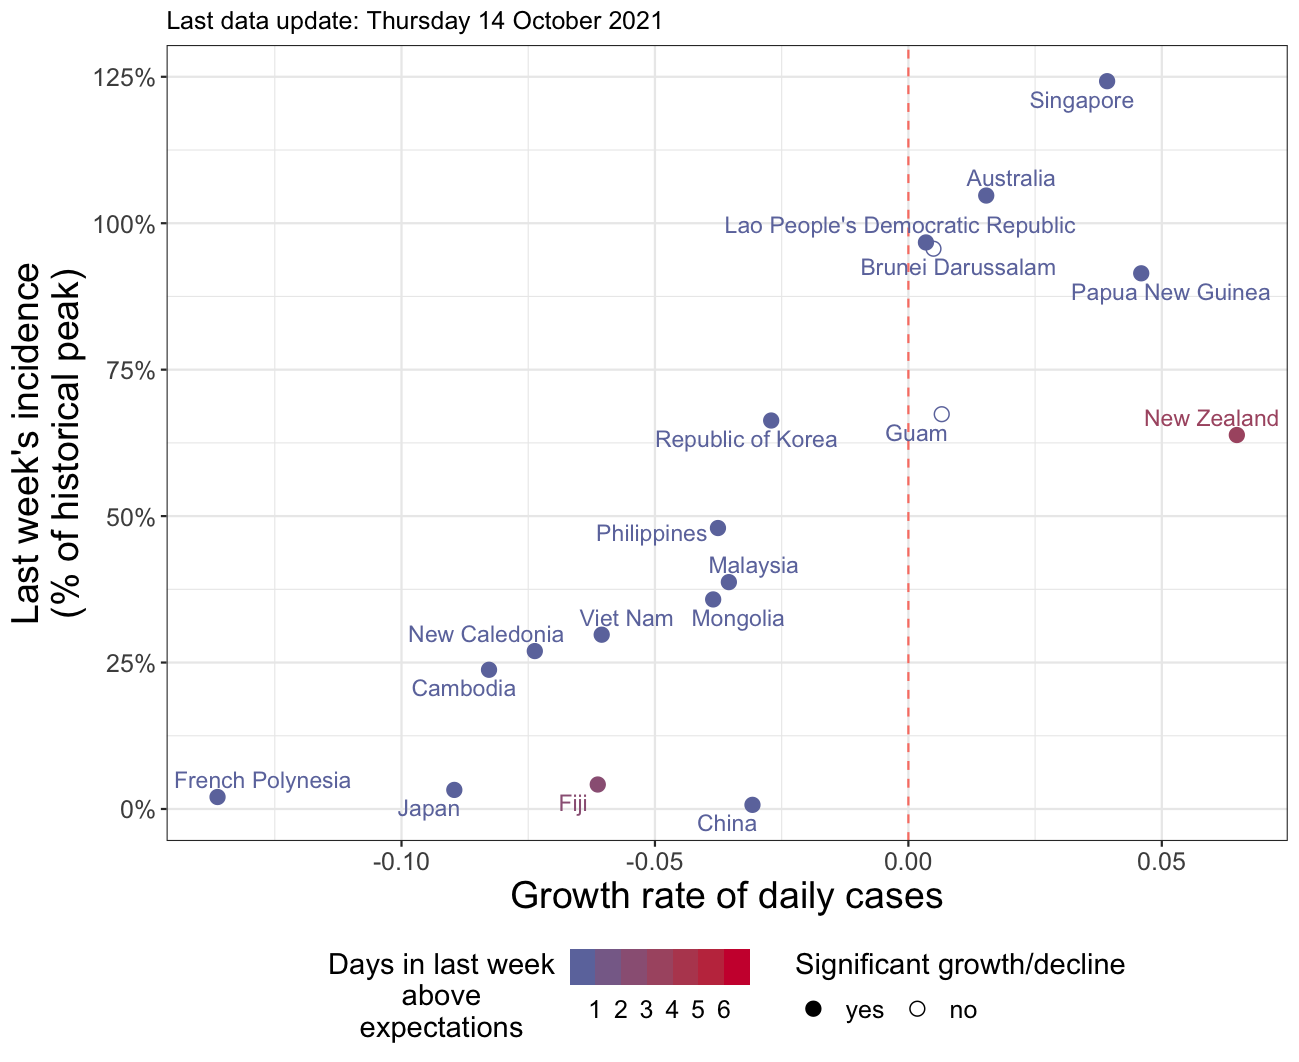 Last data update: Thursday 14 October 2021
125%
Singapore
Australia
100%
Lao People's Democratic Republic
Brunei Darussalam
Papua New Guinea
75%
New Zealand
Guam
Republic of Korea
50%
Philippines
Malaysia
Viet Nam
Mongolia
New Caledonia
25%
Cambodia
French Polynesia
Japan
Fiji
China
0%
Last week's incidence
(% of historical peak)
-0.10 -0.05 0.00 0.05
Growth rate of daily cases
Days in last week
above
expectations
1 2 3 4 5 6
Significant growth/decline
yes no